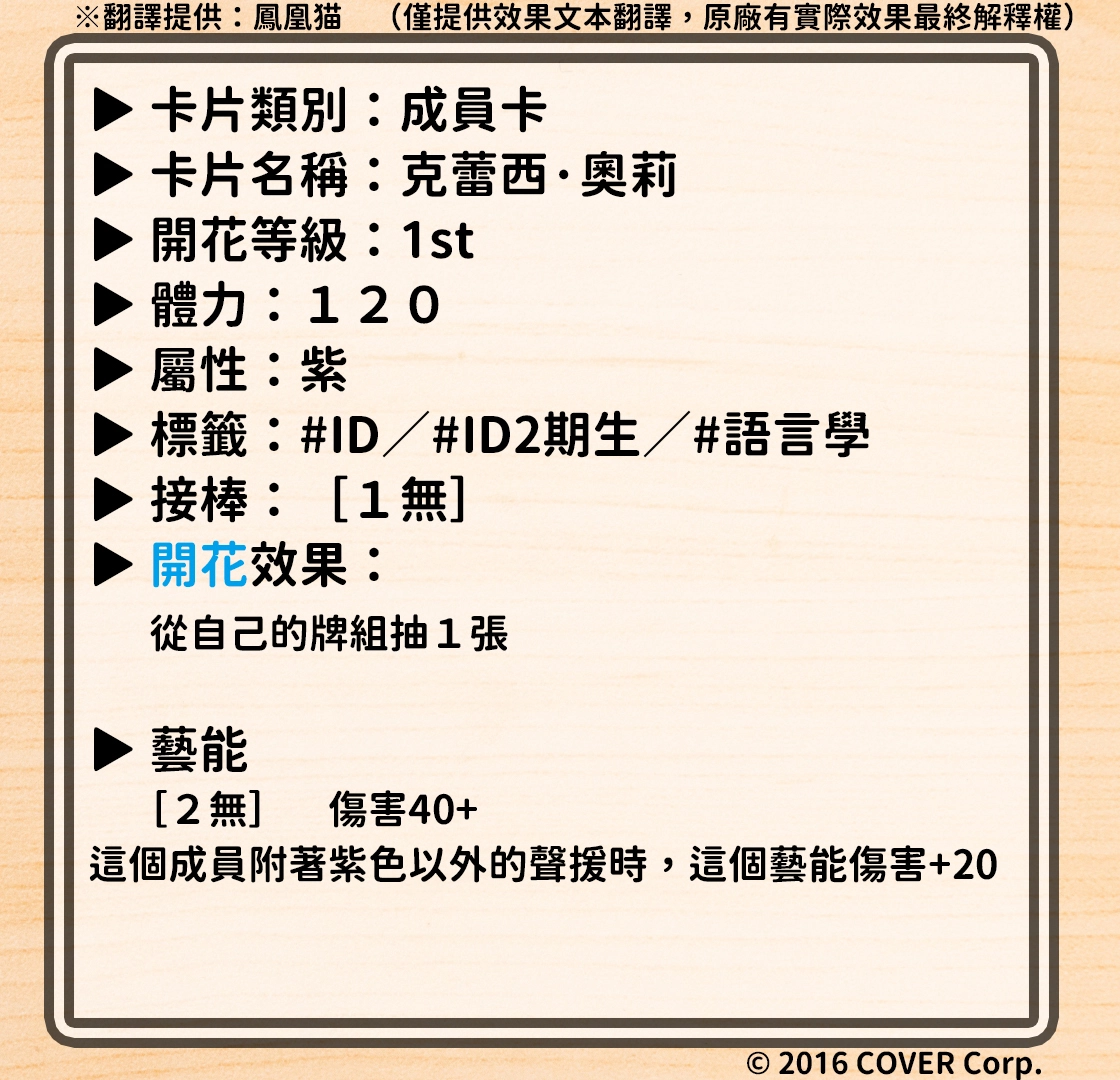 ※翻譯提供：鳳凰猫　（僅提供效果文本翻譯，原廠有實際效果最終解釋權）
▶ 卡片類別：成員卡
▶ 卡片名稱：克蕾西·奧莉
▶ 開花等級：1st
▶ 體力：１２０
▶ 屬性：紫
▶ 標籤：#ID／#ID2期生／#語言學
▶ 接棒：［１無］
▶ 開花效果：
從自己的牌組抽１張
▶ 藝能
［２無］　傷害40+
這個成員附著紫色以外的聲援時，這個藝能傷害+20
© 2016 COVER Corp.